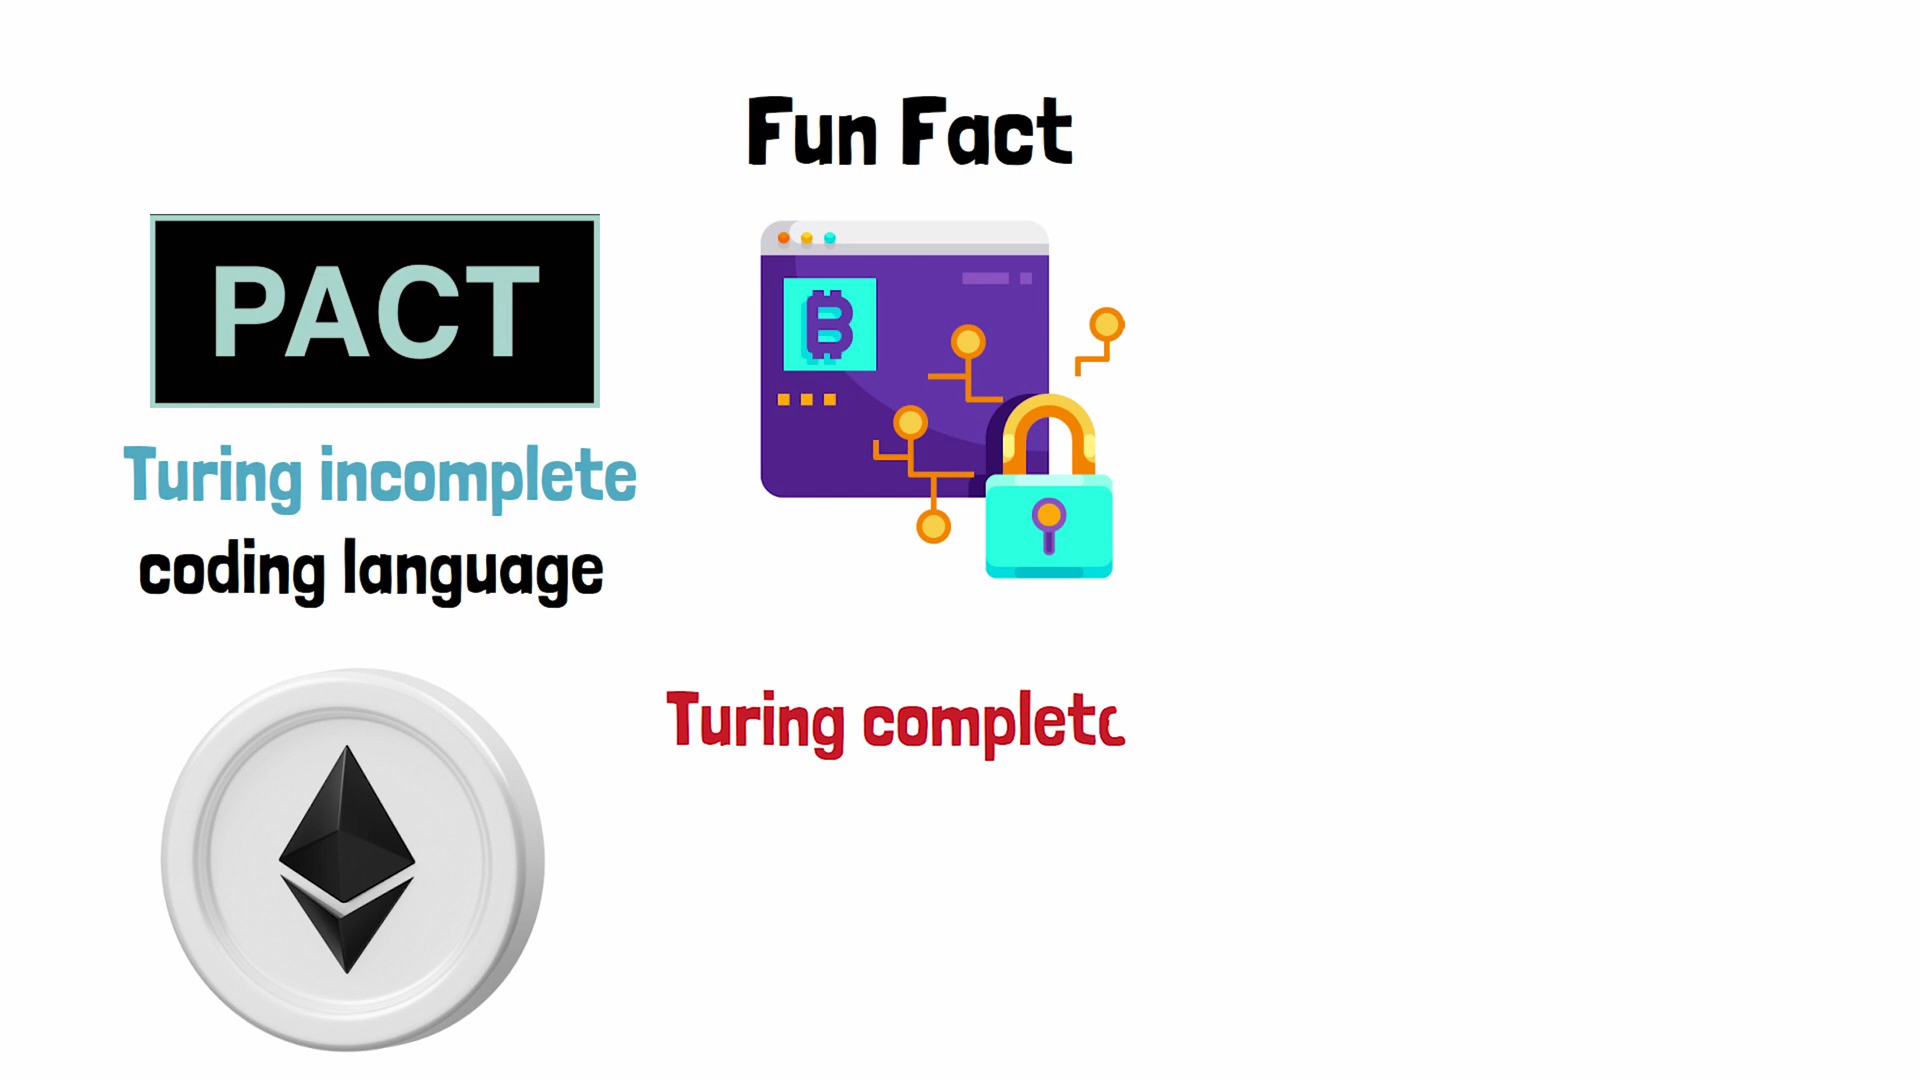 Fun Fact
PACT
Turing incomplete
coding language
Turing complete